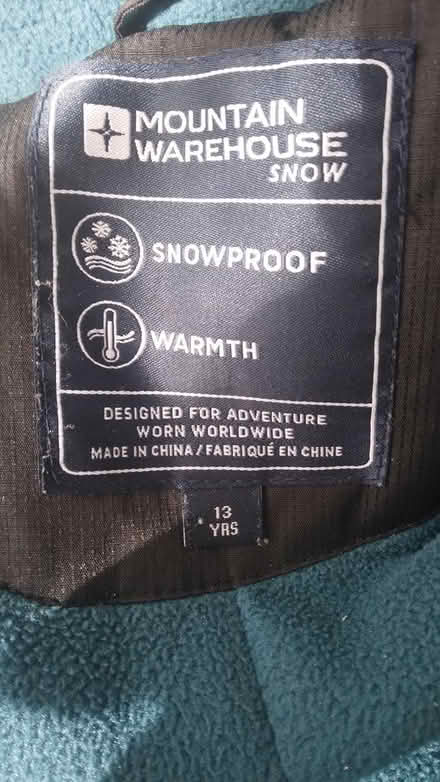 MOUNTAIN
WAREHOUSE
SNOW
SNOWPROOF
WARMTH
DESIGNED FOR ADVENTURE
WORN WORLDWIDE
MADE IN CHINA / FABRIQUÉ EN CHINE
13
YRS